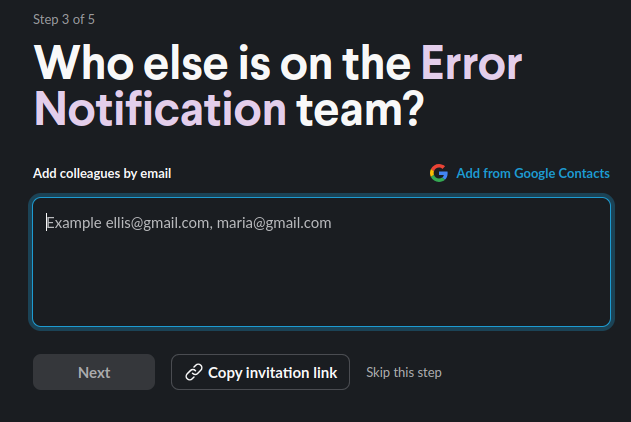 Step 3 of 5
Who else is on the Error
Notification team?
Add colleagues by email
Add from Google Contacts
Example ellis@gmail.com, maria@gmail.com
Next
Copy invitation link
Skip this step